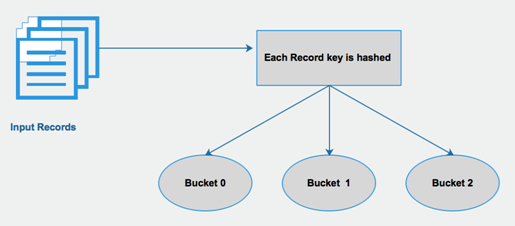 Each Record key is hashed
Input Records
Bucket 0
Bucket 1
Bucket 2